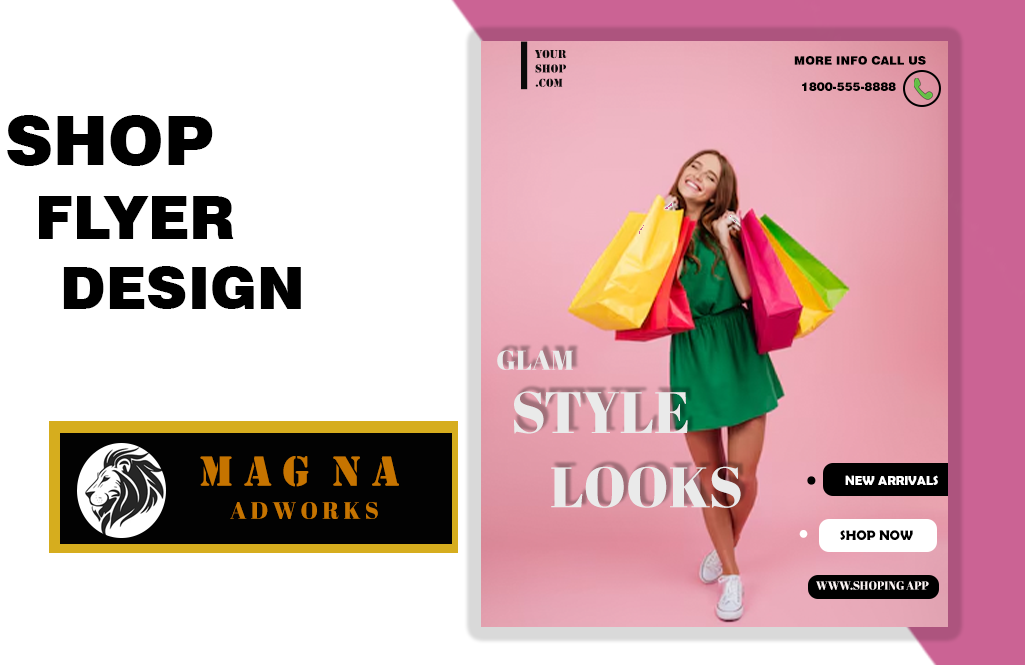 SHOP
FLYER
DESIGN
MAG NA
ADWORKS
YOUR
SHOP
.COM
MORE INFO CALL US
1800-555-8888
GLAM
STYLE
LOOKS
NEW ARRIVALS
SHOP NOW
WWW.SHOPING APP